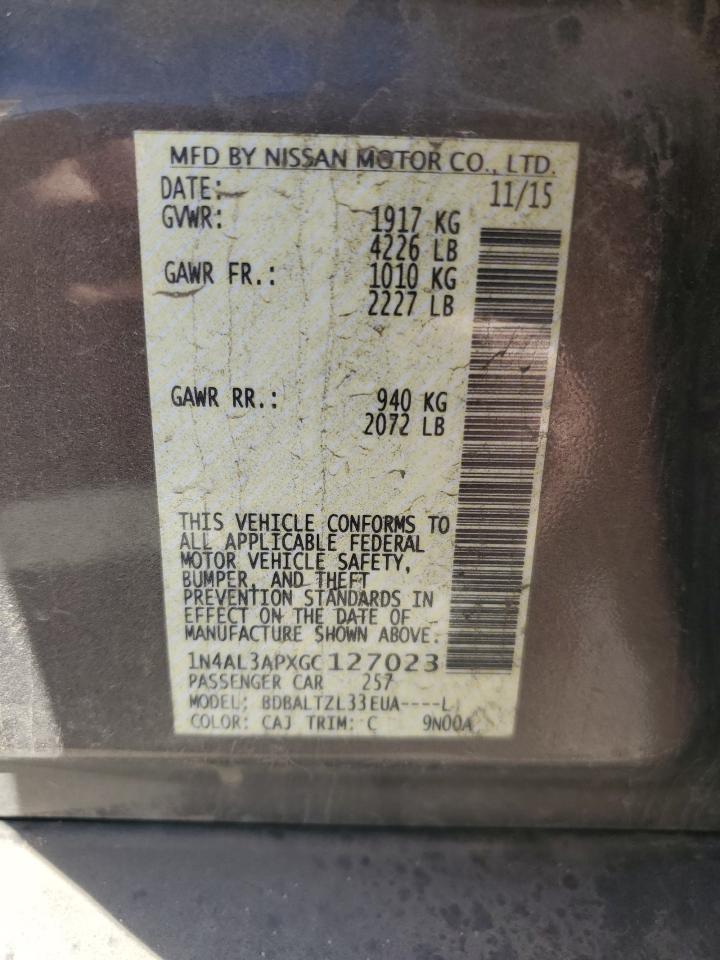 MFD BY NISSAN MOTOR CO., LTD.
DATE: 11/15
GVWR: 1917 KG
4226 LB
GAWR FR.: 1010 KG
2227 LB
GAWR RR.: 940 KG
2072 LB
THIS VEHICLE CONFORMS TO
ALL APPLICABLE FEDERAL
MOTOR VEHICLE SAFETY,
BUMPER, AND THEFT
PREVENTION STANDARDS IN
EFFECT ON THE DATE OF
MANUFACTURE SHOWN ABOVE.
1N4AL3APXGC127023
PASSENGER CAR 257
MODEL: BDBALTZL33EUA----L
COLOR: CAJ TRIM: C 9N00A